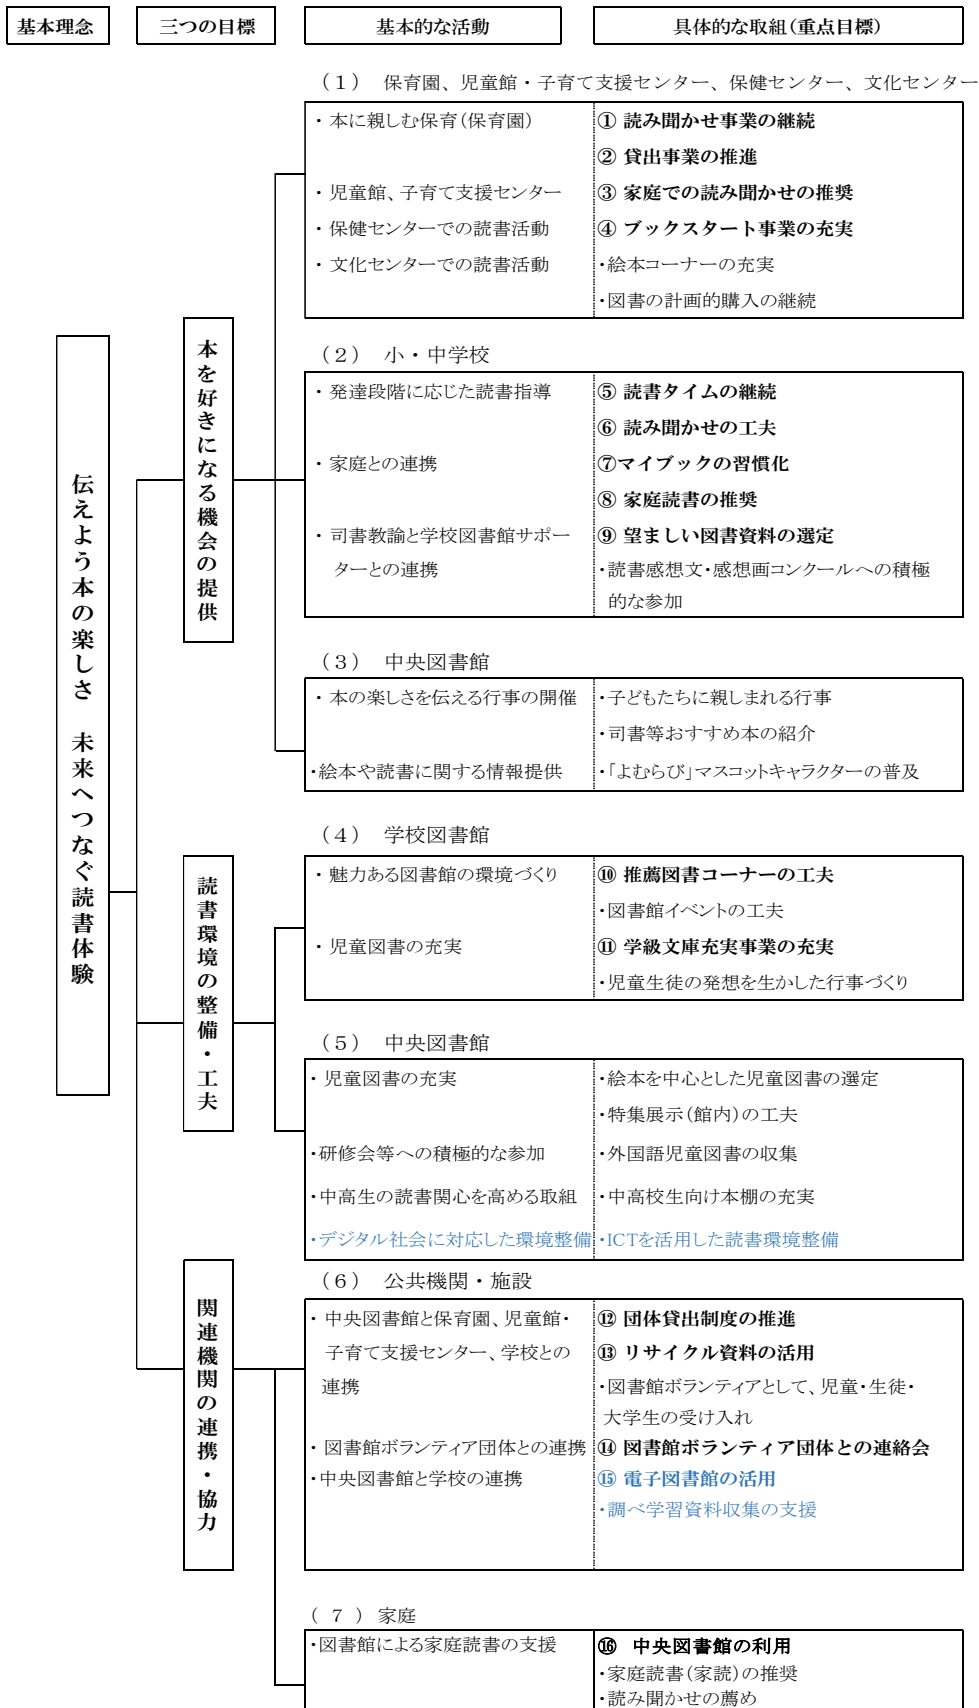 基本理念 三つの目標 基本的な活動 具体的な取組(重点目標)
伝えよう本の楽しさ 未来へつなぐ読書体験
本を好きになる機会の提供
(1) 保育園、児童館・子育て支援センター、保健センター、文化センター
・本に親しむ保育(保育園) ① 読み聞かせ事業の継続
② 貸出事業の推進
・児童館、子育て支援センター ③ 家庭での読み聞かせの推奨
・保健センターでの読書活動 ④ ブックスタート事業の充実
・文化センターでの読書活動 ・絵本コーナーの充実
・図書の計画的購入の継続
(2) 小・中学校
・発達段階に応じた読書指導 ⑤ 読書タイムの継続
⑥ 読み聞かせの工夫
・家庭との連携 ⑦マイブックの習慣化
⑧ 家庭読書の推奨
・司書教諭と学校図書館サポー ⑨ 望ましい図書資料の選定
ターとの連携 ・読書感想文・感想画コンクールへの積極
的な参加
(3) 中央図書館
・本の楽しさを伝える行事の開催 ・子どもたちに親しまれる行事
・司書等おすすめ本の紹介
・絵本や読書に関する情報提供 ・「よむらび」マスコットキャラクターの普及
読書環境の整備・工夫
(4) 学校図書館
・魅力ある図書館の環境づくり ⑩ 推薦図書コーナーの工夫
・図書館イベントの工夫
・児童図書の充実 ⑪ 学級文庫充実事業の充実
・児童生徒の発想を生かした行事づくり
(5) 中央図書館
・児童図書の充実 ・絵本を中心とした児童図書の選定
・特集展示(館内)の工夫
・研修会等への積極的な参加 ・外国語児童図書の収集
・中高生の読書関心を高める取組 ・中高校生向け本棚の充実
・デジタル社会に対応した環境整備 ・ICTを活用した読書環境整備
関連機関の連携・協力
(6) 公共機関・施設
・中央図書館と保育園、児童館・ ⑫ 団体貸出制度の推進
子育て支援センター、学校との ⑬ リサイクル資料の活用
連携 ・図書館ボランティアとして、児童・生徒・
大学生の受け入れ
・図書館ボランティア団体との連携 ⑭ 図書館ボランティア団体との連絡会
・中央図書館と学校の連携 ⑮ 電子図書館の活用
・調べ学習資料収集の支援
(7) 家庭
・図書館による家庭読書の支援 ⑯ 中央図書館の利用
・家庭読書(家読)の推奨
・読み聞かせの薦め